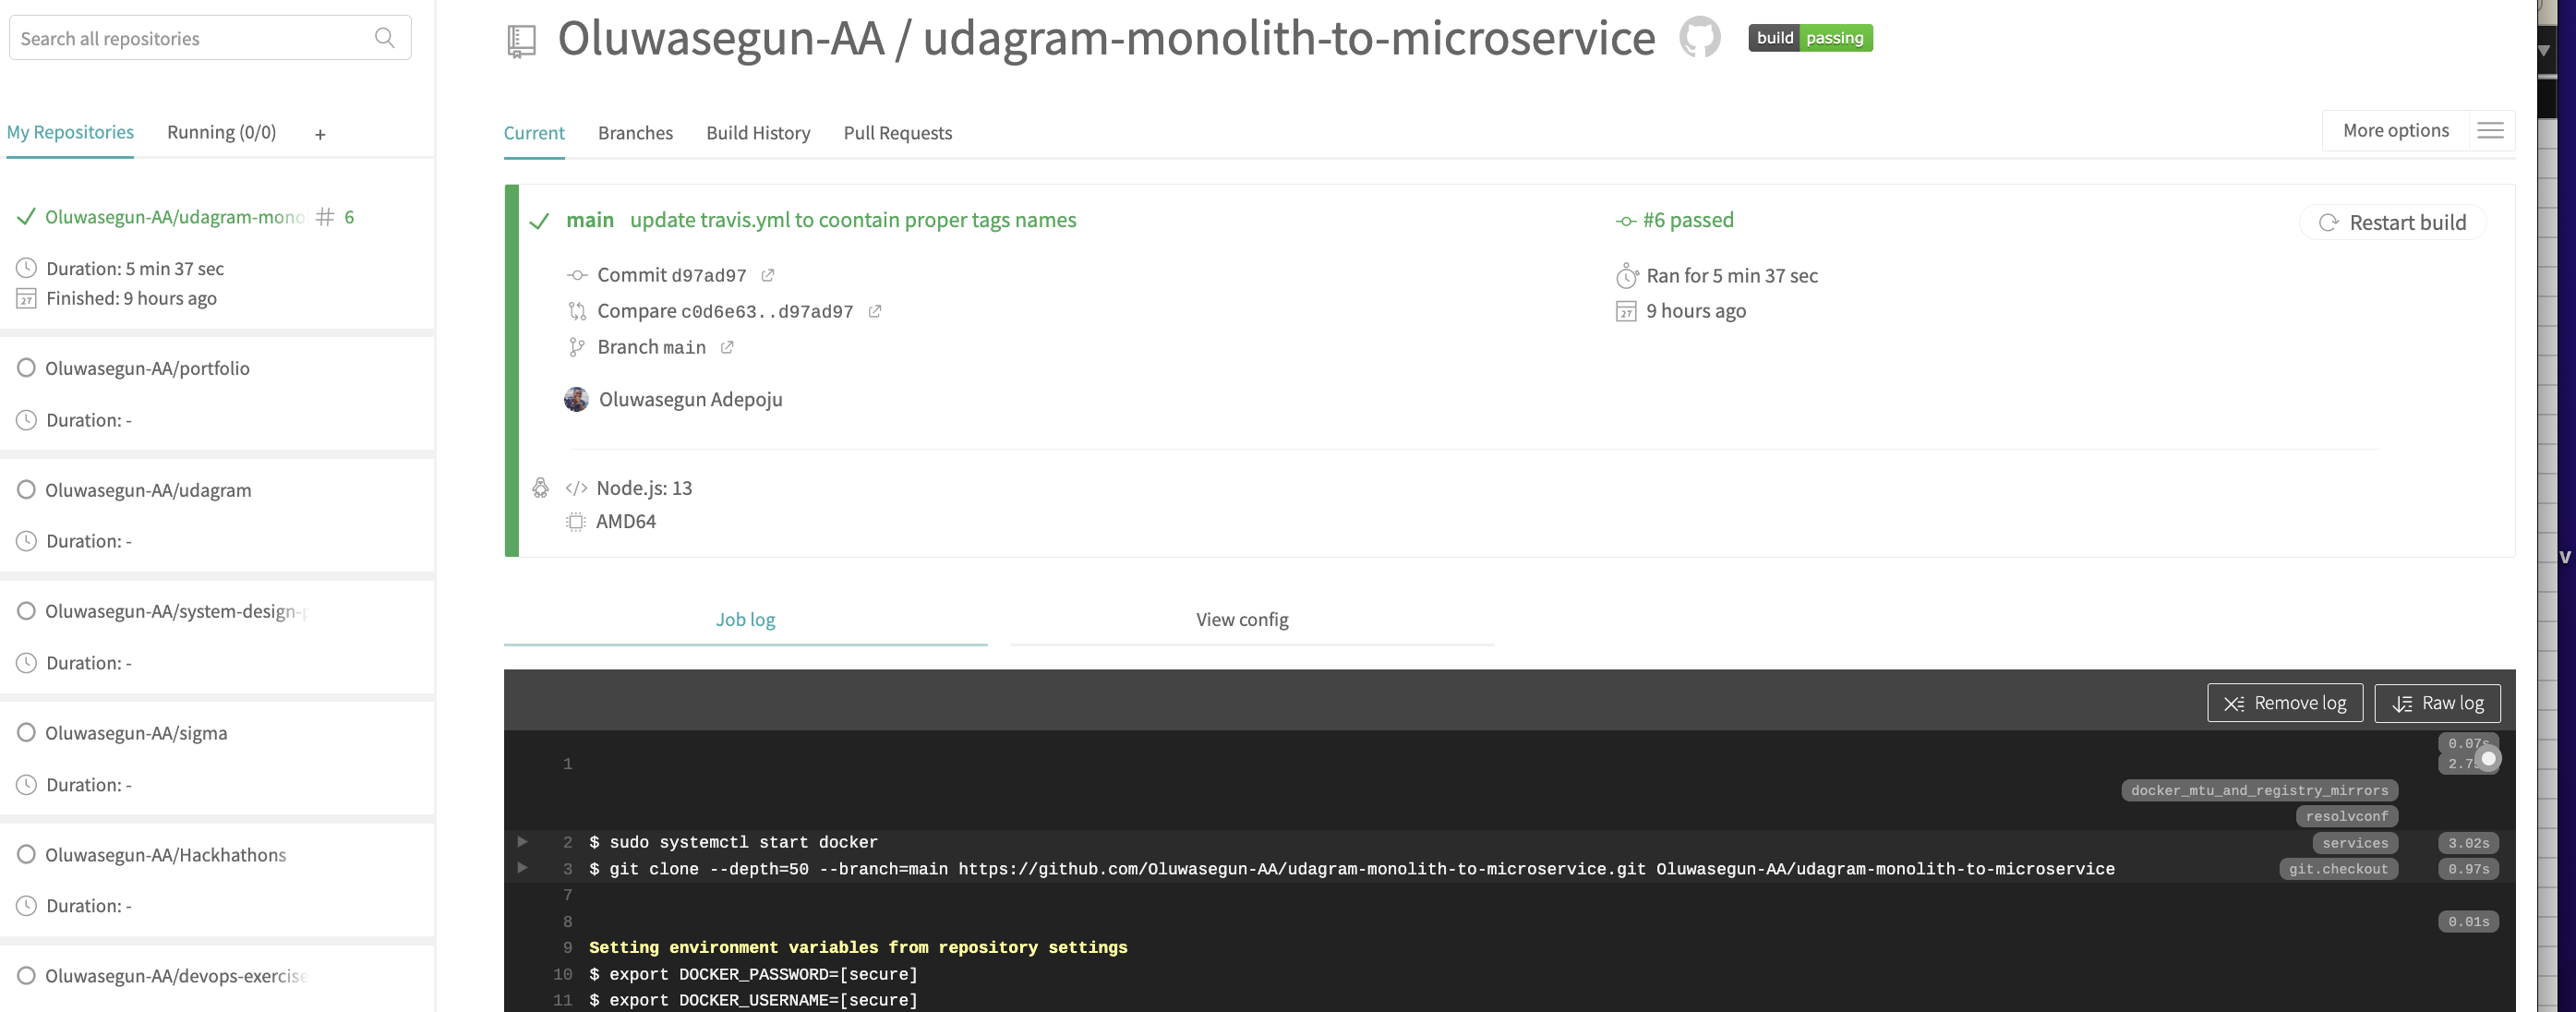 Search all repositories
My Repositories Running (0/0) +
Oluwasegun-AA/udagram-mono # 6
Duration: 5 min 37 sec
27 Finished: 9 hours ago
Oluwasegun-AA/portfolio
Duration: -
Oluwasegun-AA/udagram
Duration: -
Oluwasegun-AA/system-design-
Duration: -
Oluwasegun-AA/sigma
Duration: -
Oluwasegun-AA/Hackhathons
Duration: -
Oluwasegun-AA/devops-exercise
Oluwasegun-AA / udagram-monolith-to-microservice build passing
Current Branches Build History Pull Requests More options
main update travis.yml to coontain proper tags names
Commit d97ad97
Compare c0d6e63..d97ad97
Branch main
Oluwasegun Adepoju
#6 passed
Ran for 5 min 37 sec
27 9 hours ago
Restart build
</> Node.js: 13
AMD64
Job log View config
Remove log Raw log
0.07s
1 2.7
docker_mtu_and_registry_mirrors
resolvconf
2 $ sudo systemctl start docker services 3.02s
3 $ git clone --depth=50 --branch=main https://github.com/Oluwasegun-AA/udagram-monolith-to-microservice.git Oluwasegun-AA/udagram-monolith-to-microservice git.checkout 0.97s
7
8 0.01s
9 Setting environment variables from repository settings
10 $ export DOCKER_PASSWORD=[secure]
11 $ export DOCKER_USERNAME=[secure]
v